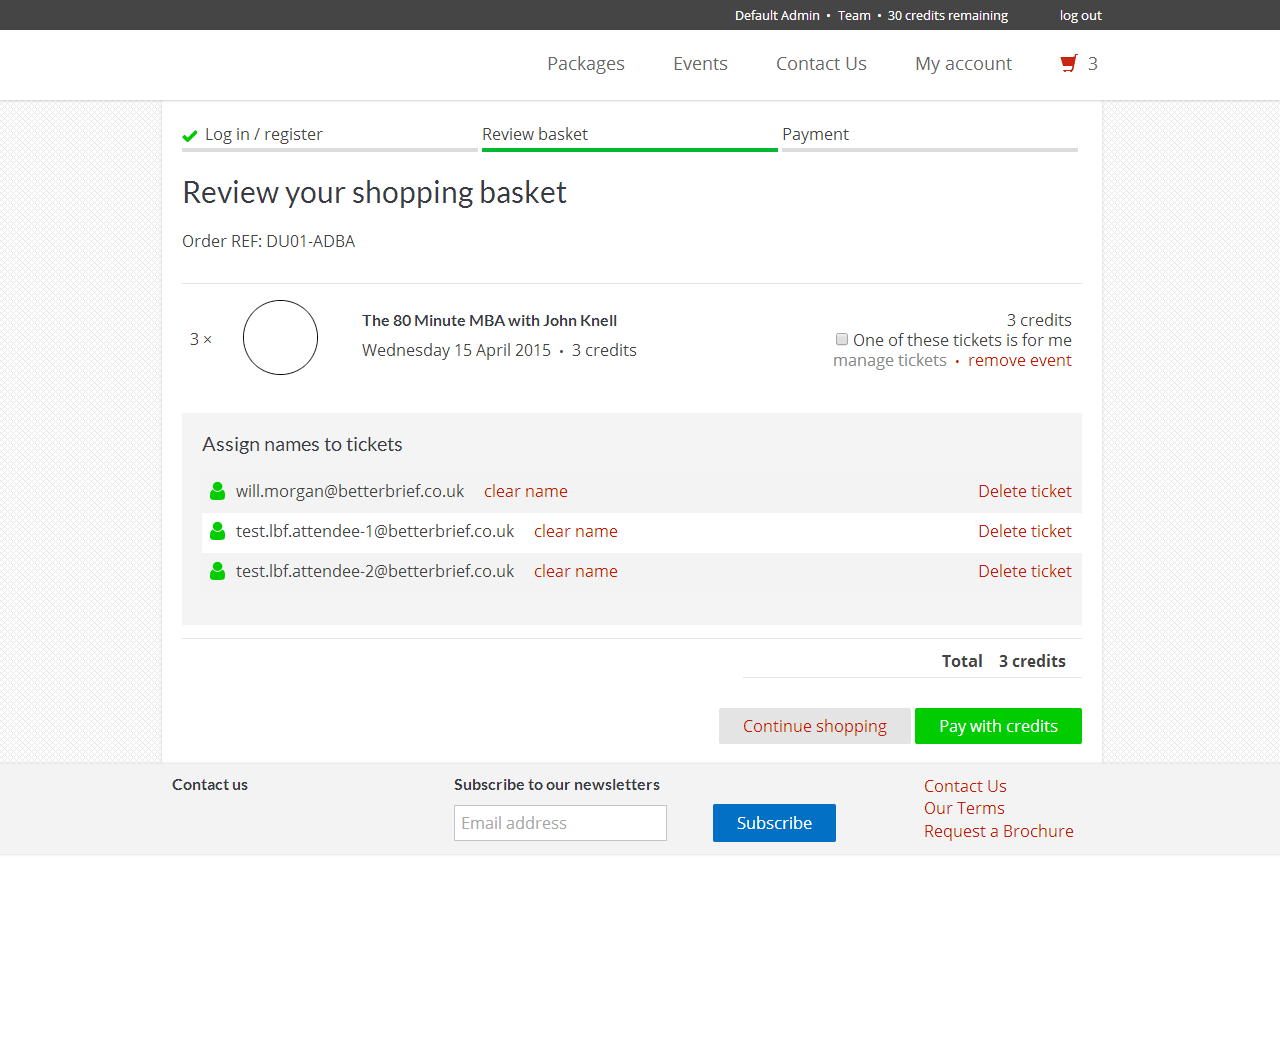 Default Admin • Team • 30 credits remaining log out
Packages Events Contact Us My account 3
Log in / register Review basket Payment
Review your shopping basket
Order REF: DU01-ADBA
The 80 Minute MBA with John Knell 3 credits
3 × Wednesday 15 April 2015 • 3 credits One of these tickets is for me
manage tickets • remove event
Assign names to tickets
will.morgan@betterbrief.co.uk clear name Delete ticket
test.lbf.attendee-1@betterbrief.co.uk clear name Delete ticket
test.lbf.attendee-2@betterbrief.co.uk clear name Delete ticket
Total 3 credits
Continue shopping Pay with credits
Contact us Subscribe to our newsletters Contact Us
Our Terms
Email address Subscribe Request a Brochure